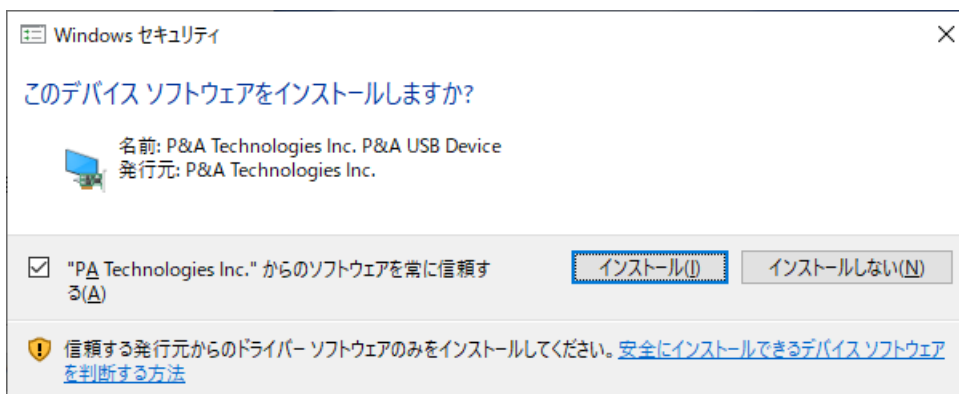 Windows セキュリティ
このデバイス ソフトウェアをインストールしますか?
名前: P&A Technologies Inc. P&A USB Device
発行元: P&A Technologies Inc.
"PA Technologies Inc." からのソフトウェアを常に信頼す
る(A)
インストール(I)
インストールしない(N)
信頼する発行元からのドライバー ソフトウェアのみをインストールしてください。安全にインストールできるデバイス ソフトウェア
を判断する方法